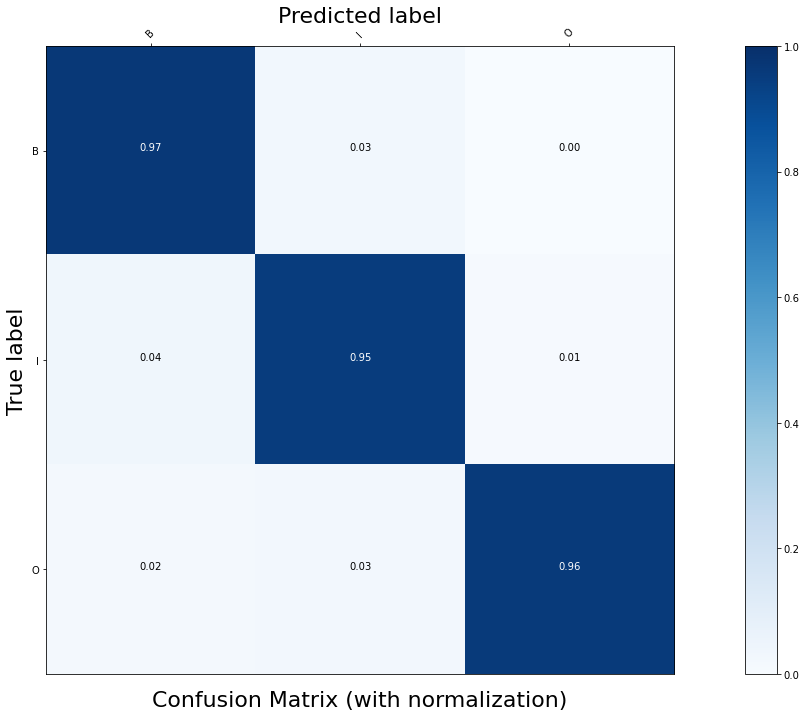 Predicted label
B I O
1.0
B 0.97 0.03 0.00
0.8
0.6
True label
I 0.04 0.95 0.01
0.4
0.2
O 0.02 0.03 0.96
0.0
Confusion Matrix (with normalization)